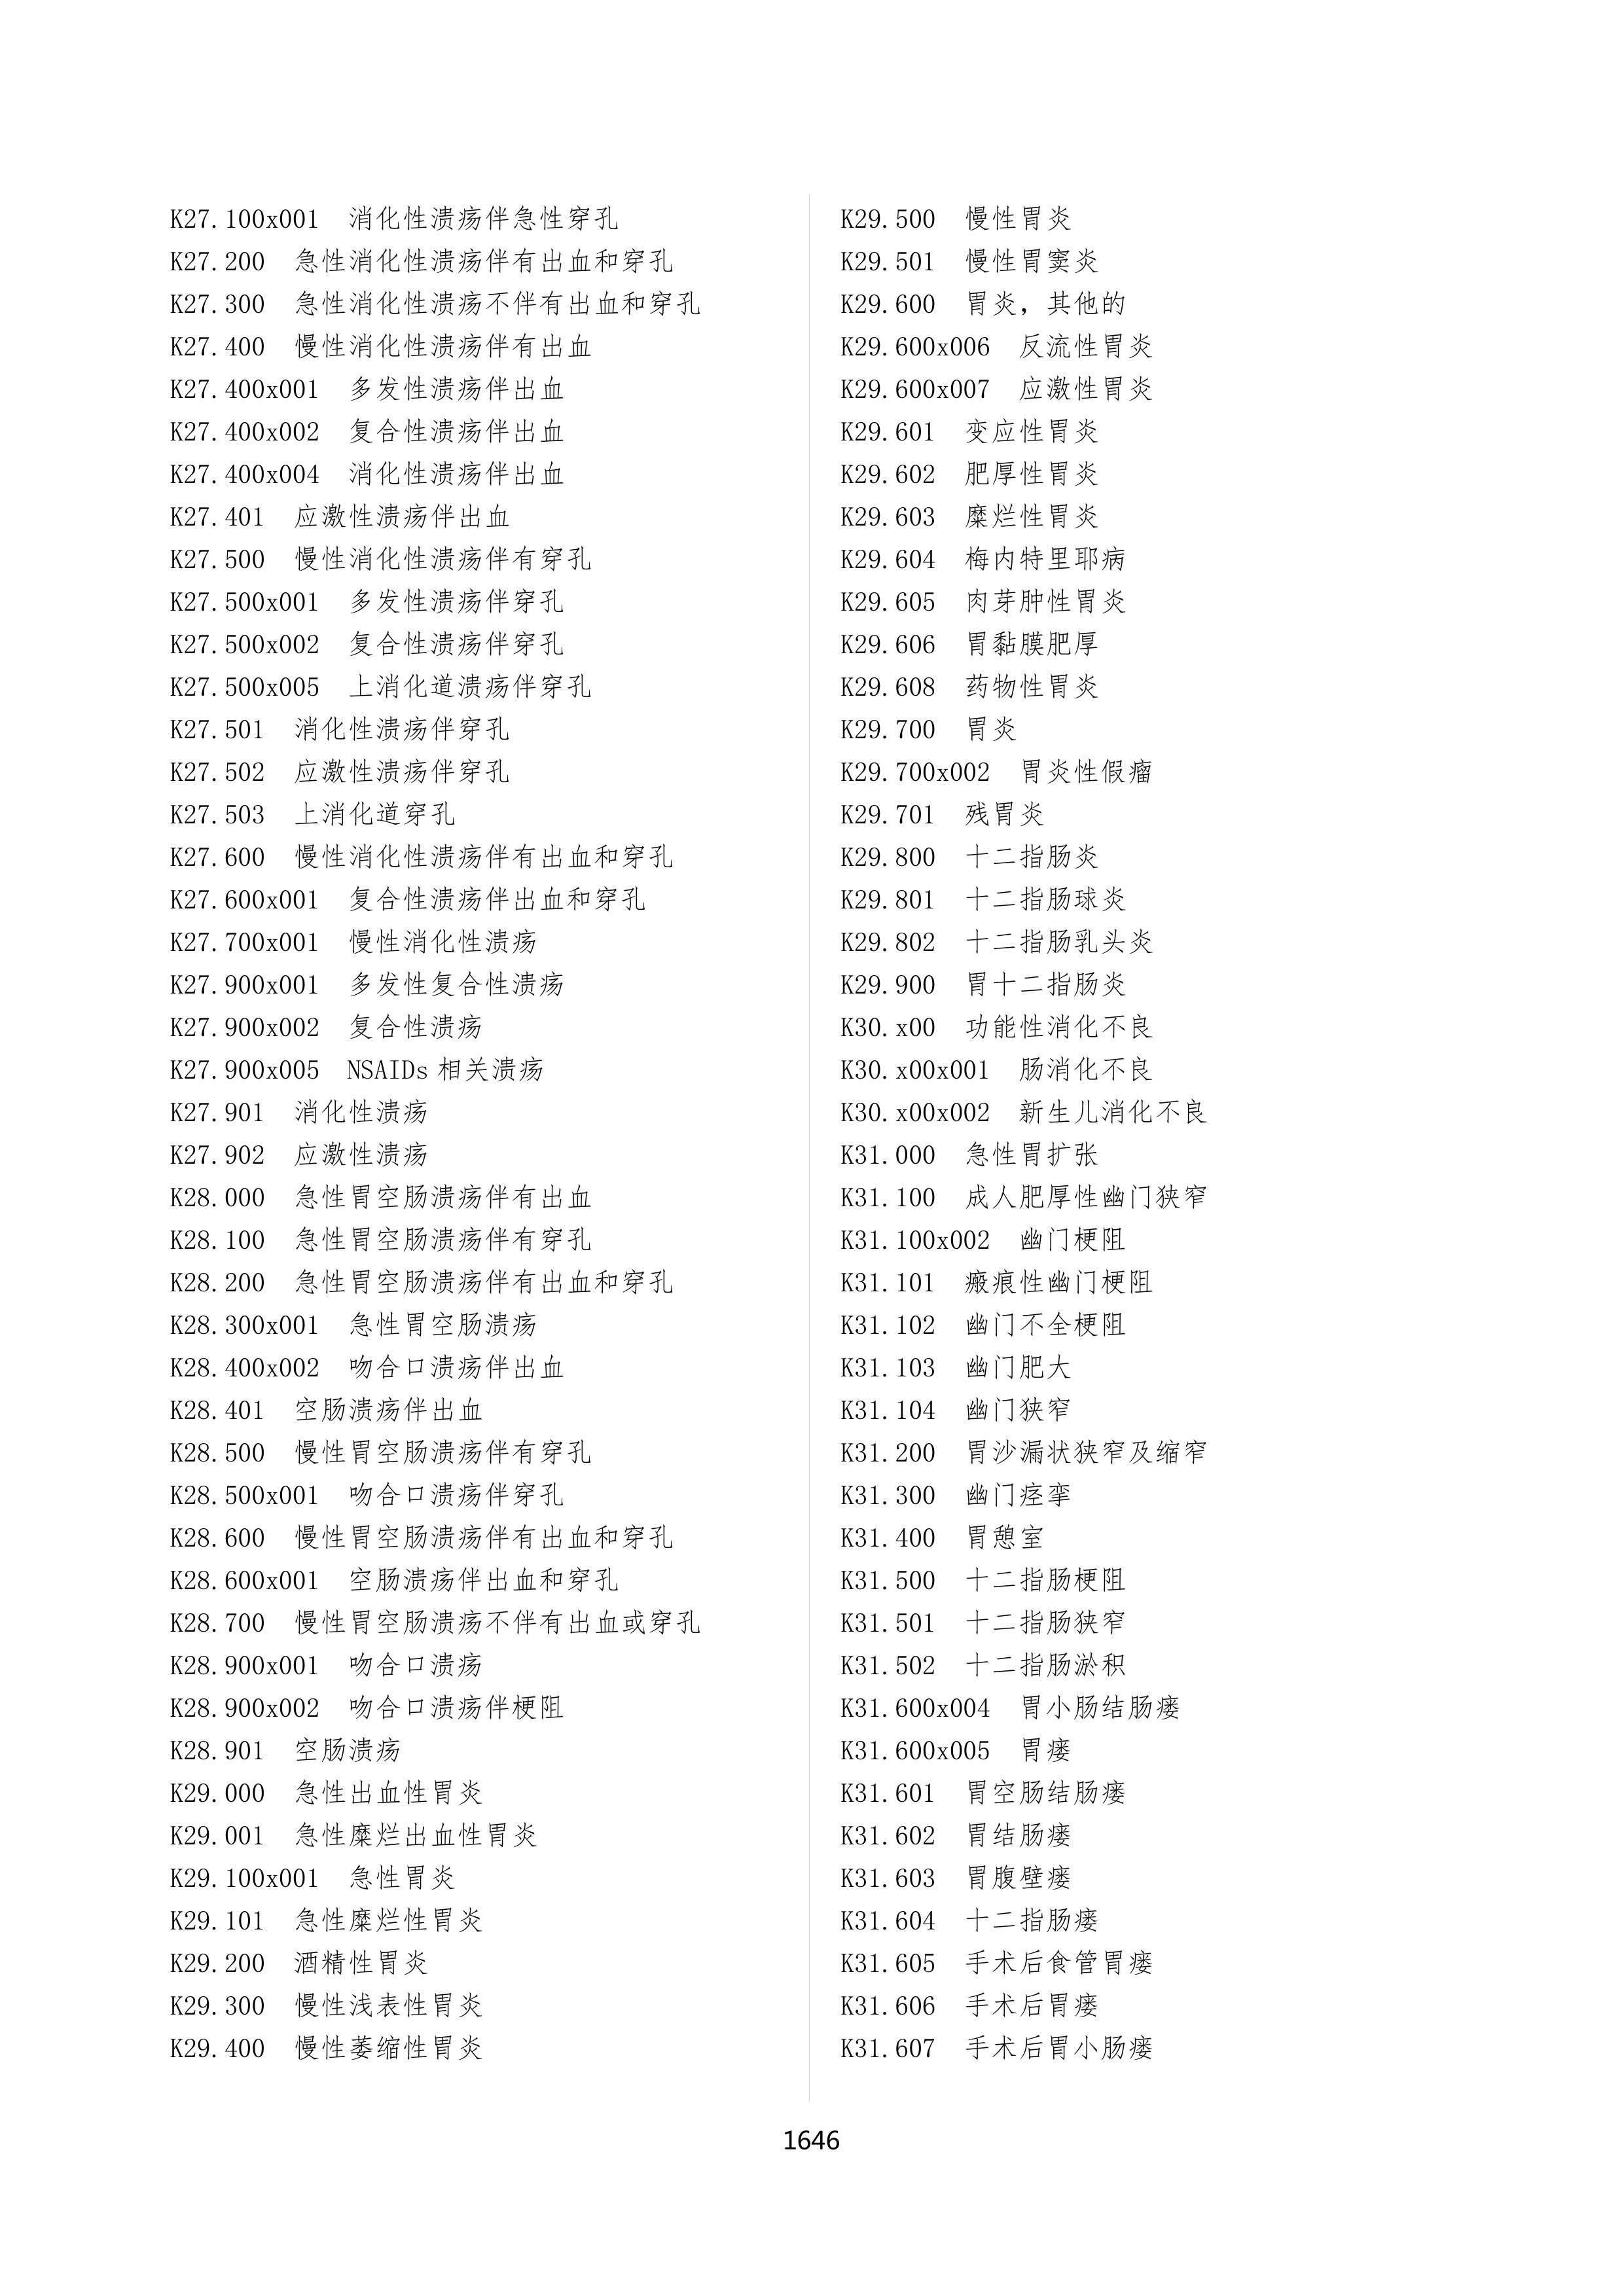 K27.100x001 消化性溃疡伴急性穿孔
K27.200 急性消化性溃疡伴有出血和穿孔
K27.300 急性消化性溃疡不伴有出血和穿孔
K27.400 慢性消化性溃疡伴有出血
K27.400x001 多发性溃疡伴出血
K27.400x002 复合性溃疡伴出血
K27.400x004 消化性溃疡伴出血
K27.401 应激性溃疡伴出血
K27.500 慢性消化性溃疡伴有穿孔
K27.500x001 多发性溃疡伴穿孔
K27.500x002 复合性溃疡伴穿孔
K27.500x005 上消化道溃疡伴穿孔
K27.501 消化性溃疡伴穿孔
K27.502 应激性溃疡伴穿孔
K27.503 上消化道穿孔
K27.600 慢性消化性溃疡伴有出血和穿孔
K27.600x001 复合性溃疡伴出血和穿孔
K27.700x001 慢性消化性溃疡
K27.900x001 多发性复合性溃疡
K27.900x002 复合性溃疡
K27.900x005 NSAIDs 相关溃疡
K27.901 消化性溃疡
K27.902 应激性溃疡
K28.000 急性胃空肠溃疡伴有出血
K28.100 急性胃空肠溃疡伴有穿孔
K28.200 急性胃空肠溃疡伴有出血和穿孔
K28.300x001 急性胃空肠溃疡
K28.400x002 吻合口溃疡伴出血
K28.401 空肠溃疡伴出血
K28.500 慢性胃空肠溃疡伴有穿孔
K28.500x001 吻合口溃疡伴穿孔
K28.600 慢性胃空肠溃疡伴有出血和穿孔
K28.600x001 空肠溃疡伴出血和穿孔
K28.700 慢性胃空肠溃疡不伴有出血或穿孔
K28.900x001 吻合口溃疡
K28.900x002 吻合口溃疡伴梗阻
K28.901 空肠溃疡
K29.000 急性出血性胃炎
K29.001 急性糜烂出血性胃炎
K29.100x001 急性胃炎
K29.101 急性糜烂性胃炎
K29.200 酒精性胃炎
K29.300 慢性浅表性胃炎
K29.400 慢性萎缩性胃炎
K29.500 慢性胃炎
K29.501 慢性胃窦炎
K29.600 胃炎，其他的
K29.600x006 反流性胃炎
K29.600x007 应激性胃炎
K29.601 变应性胃炎
K29.602 肥厚性胃炎
K29.603 糜烂性胃炎
K29.604 梅内特里耶病
K29.605 肉芽肿性胃炎
K29.606 胃黏膜肥厚
K29.608 药物性胃炎
K29.700 胃炎
K29.700x002 胃炎性假瘤
K29.701 残胃炎
K29.800 十二指肠炎
K29.801 十二指肠球炎
K29.802 十二指肠乳头炎
K29.900 胃十二指肠炎
K30.x00 功能性消化不良
K30.x00x001 肠消化不良
K30.x00x002 新生儿消化不良
K31.000 急性胃扩张
K31.100 成人肥厚性幽门狭窄
K31.100x002 幽门梗阻
K31.101 瘢痕性幽门梗阻
K31.102 幽门不全梗阻
K31.103 幽门肥大
K31.104 幽门狭窄
K31.200 胃沙漏状狭窄及缩窄
K31.300 幽门痉挛
K31.400 胃憩室
K31.500 十二指肠梗阻
K31.501 十二指肠狭窄
K31.502 十二指肠淤积
K31.600x004 胃小肠结肠瘘
K31.600x005 胃瘘
K31.601 胃空肠结肠瘘
K31.602 胃结肠瘘
K31.603 胃腹壁瘘
K31.604 十二指肠瘘
K31.605 手术后食管胃瘘
K31.606 手术后胃瘘
K31.607 手术后胃小肠瘘
1646